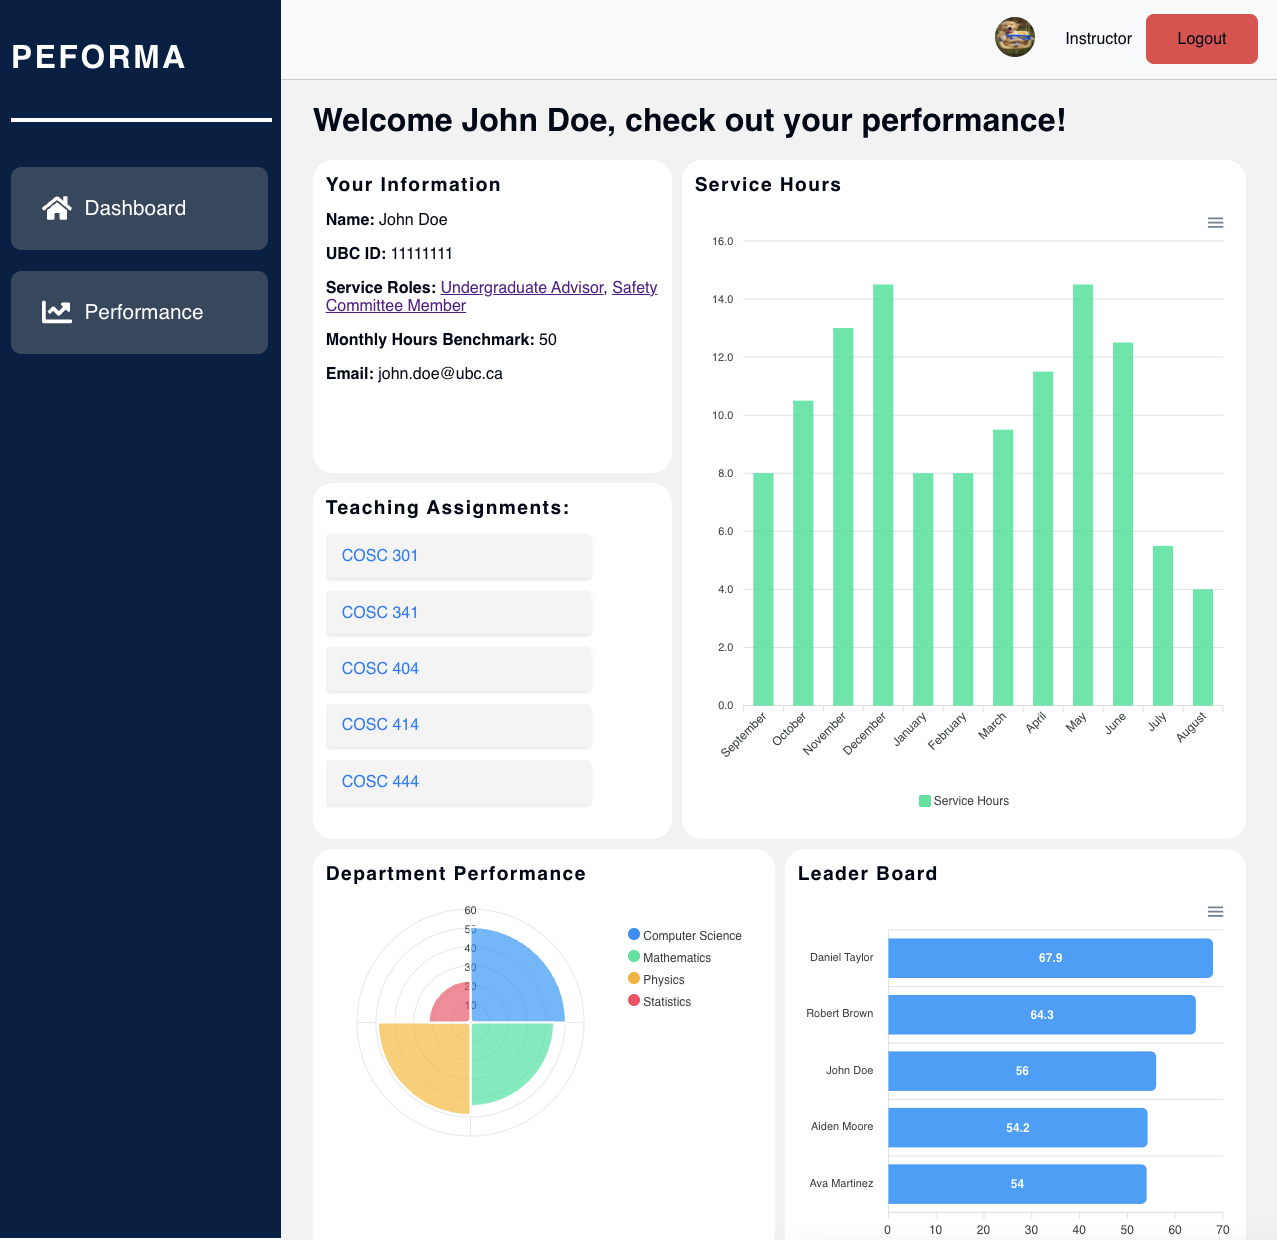 PEFORMA
Instructor
Logout
Dashboard
Performance
Welcome John Doe, check out your performance!
Your Information
Name: John Doe
UBC ID: 11111111
Service Roles: Undergraduate Advisor, Safety
Committee Member
Monthly Hours Benchmark: 50
Email: john.doe@ubc.ca
Teaching Assignments:
COSC 301
COSC 341
COSC 404
COSC 414
COSC 444
Service Hours
16.0
14.0
12.0
10.0
8.0
6.0
4.0
2.0
0.0
September
October
November
December
January
February
March
April
May
June
July
August
Service Hours
Department Performance
60
50
40
30
20
10
Computer Science
Mathematics
Physics
Statistics
Leader Board
Daniel Taylor 67.9
Robert Brown 64.3
John Doe 56
Aiden Moore 54.2
Ava Martinez 54
0 10 20 30 40 50 60 70